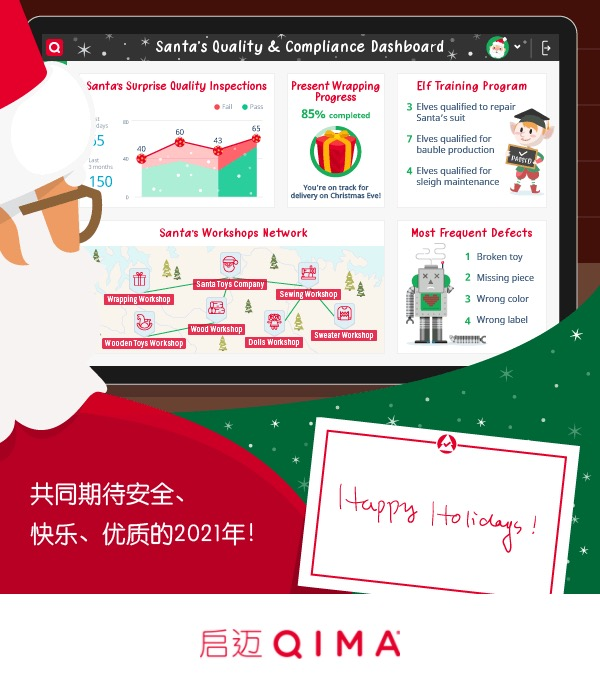 Q
Santa's Quality & Compliance Dashboard
Santa's Surprise Quality Inspections
Fail
Pass
days
Last
3 months
150
80
40
0
40
60
43
65
Present Wrapping
Progress
85% completed
You're on track for
delivery on Christmas Eve!
Elf Training Program
3 Elves qualified to repair
Santa's suit
7 Elves qualified for
bauble production
4 Elves qualified for
sleigh maintenance
PASSED
Santa's Workshops Network
Santa Toys Company
Wrapping Workshop
Sewing Workshop
Wood Workshop
Wooden Toys Workshop
Dolls Workshop
Sweater Workshop
Most Frequent Defects
1 Broken toy
2 Missing piece
3 Wrong color
4 Wrong label
共同期待安全、
快乐、优质的2021年!
Happy Holidays!
启迈 QIMA